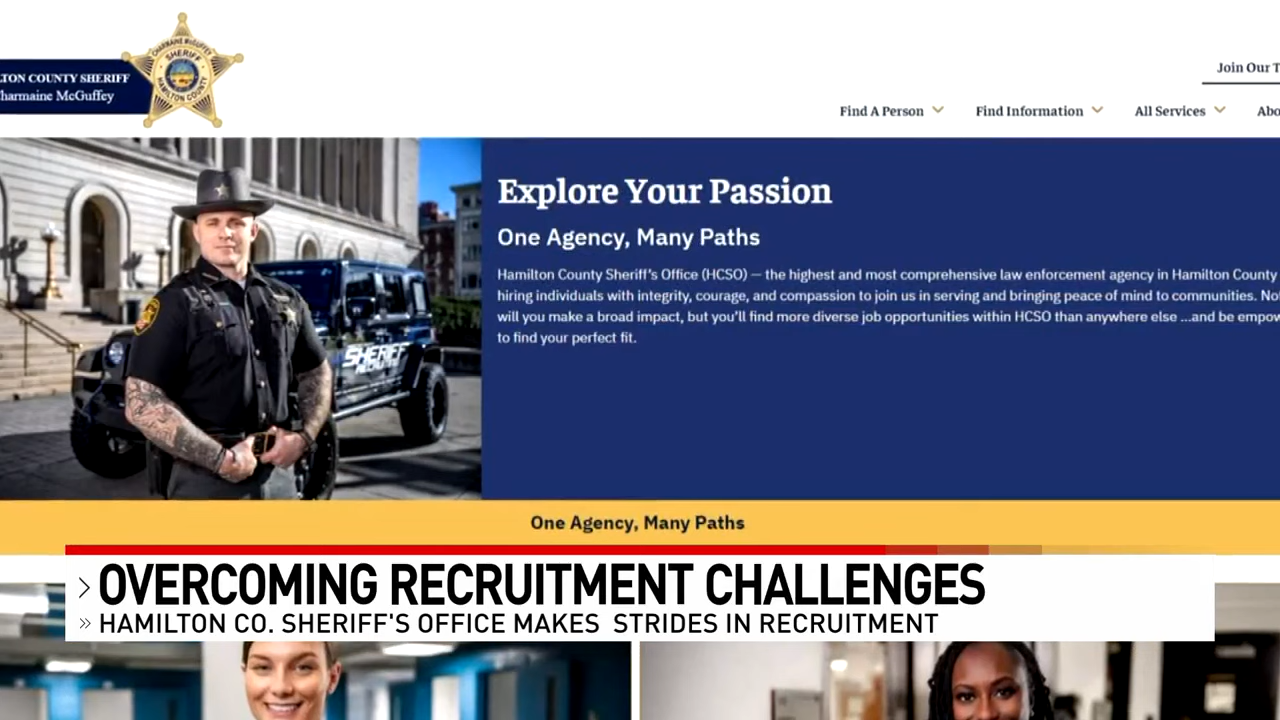 LTON COUNTY SHERIFF
harmaine McGuffey
CHARMAINE McGUFFEY
SHERIFF
HAMILTON COUNTY
Join Our T
Find A Person
Find Information
All Services
Abo
Explore Your Passion
One Agency, Many Paths
Hamilton County Sheriff's Office (HCSO) — the highest and most comprehensive law enforcement agency in Hamilton County
hiring individuals with integrity, courage, and compassion to join us in serving and bringing peace of mind to communities. No
will you make a broad impact, but you'll find more diverse job opportunities within HCSO than anywhere else ...and be empow
to find your perfect fit.
SHERIFF
One Agency, Many Paths
OVERCOMING RECRUITMENT CHALLENGES
HAMILTON CO. SHERIFF'S OFFICE MAKES STRIDES IN RECRUITMENT